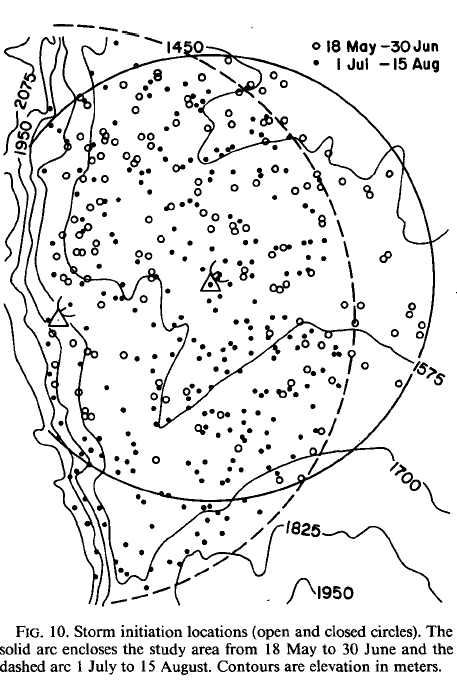 1450
18 May -30 Jun
1 Jul -15 Aug
2075
1950
1575
1700
1825
1950
FIG. 10. Storm initiation locations (open and closed circles). The
solid arc encloses the study area from 18 May to 30 June and the
dashed arc 1 July to 15 August. Contours are elevation in meters.